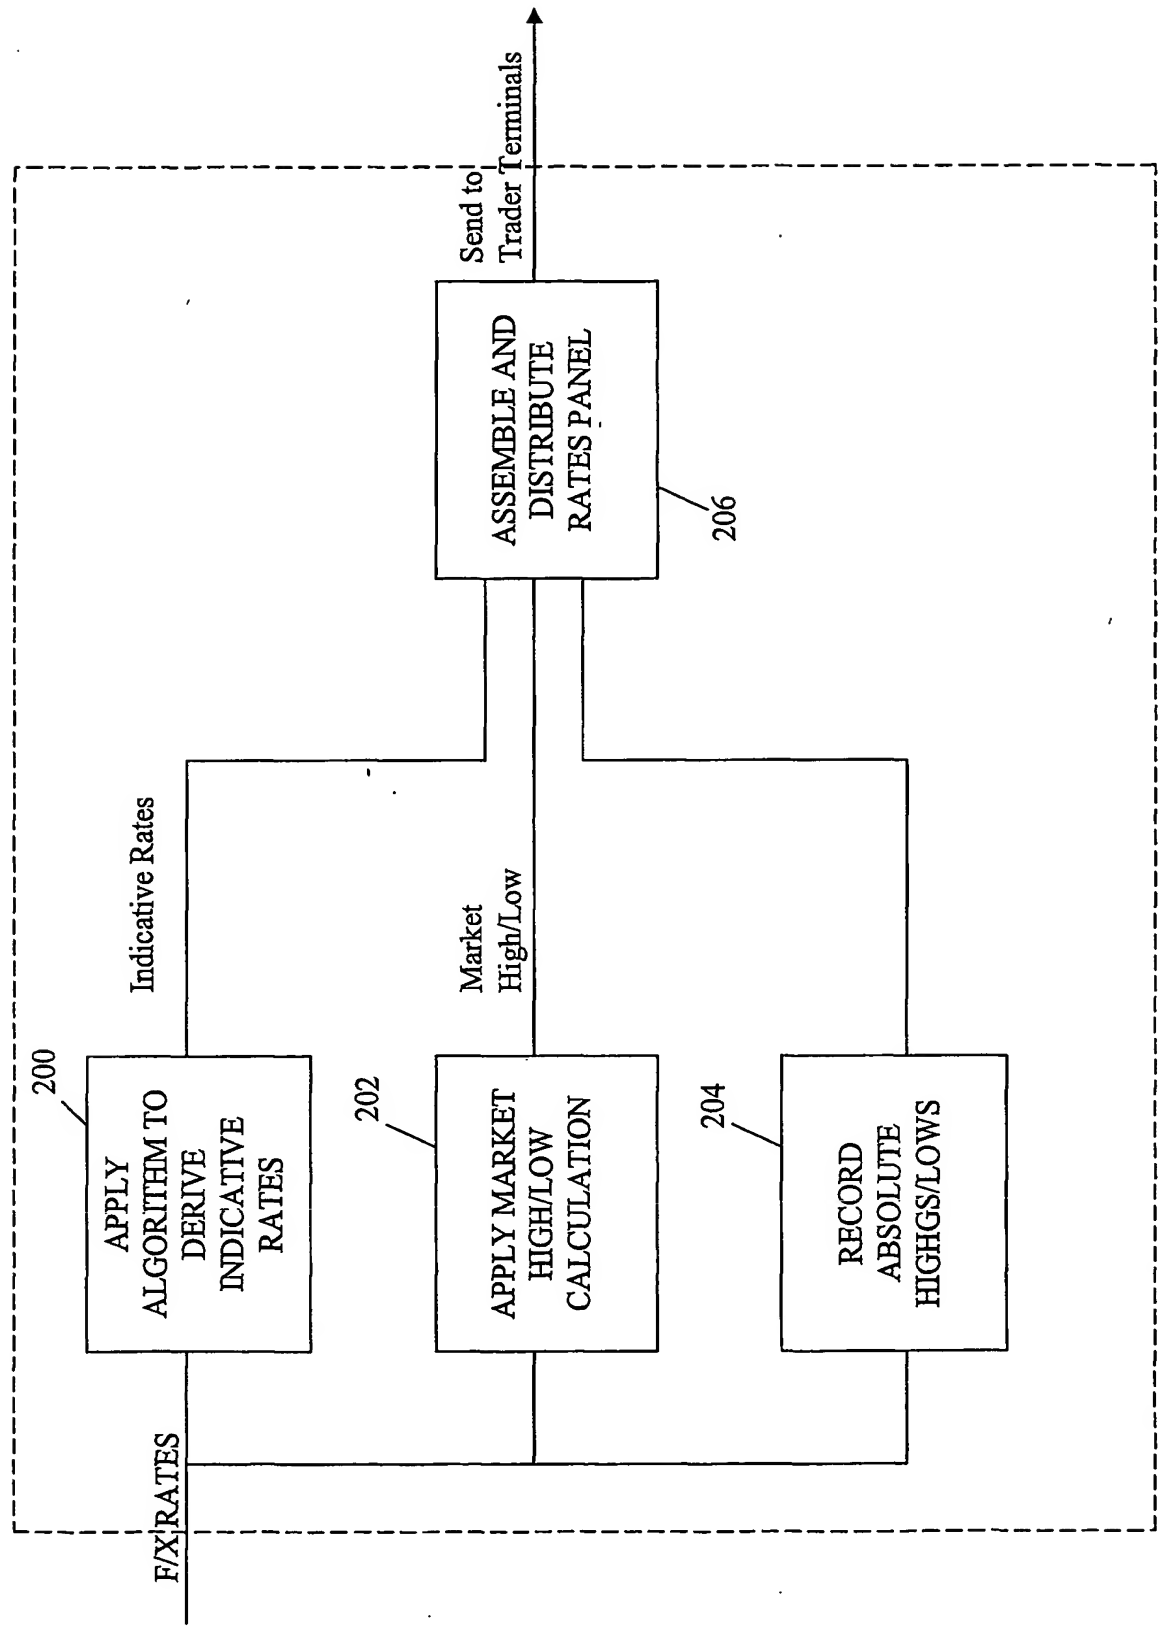 F/X RATES
200
APPLY
ALGORITHM TO
DERIVE
INDICATIVE
RATES
Indicative Rates
202
APPLY MARKET
HIGH/LOW
CALCULATION
Market
High/Low
204
RECORD
ABSOLUTE
HIGHGS/LOWS
ASSEMBLE AND
DISTRIBUTE
RATES PANEL
206
Send to
Trader Terminals